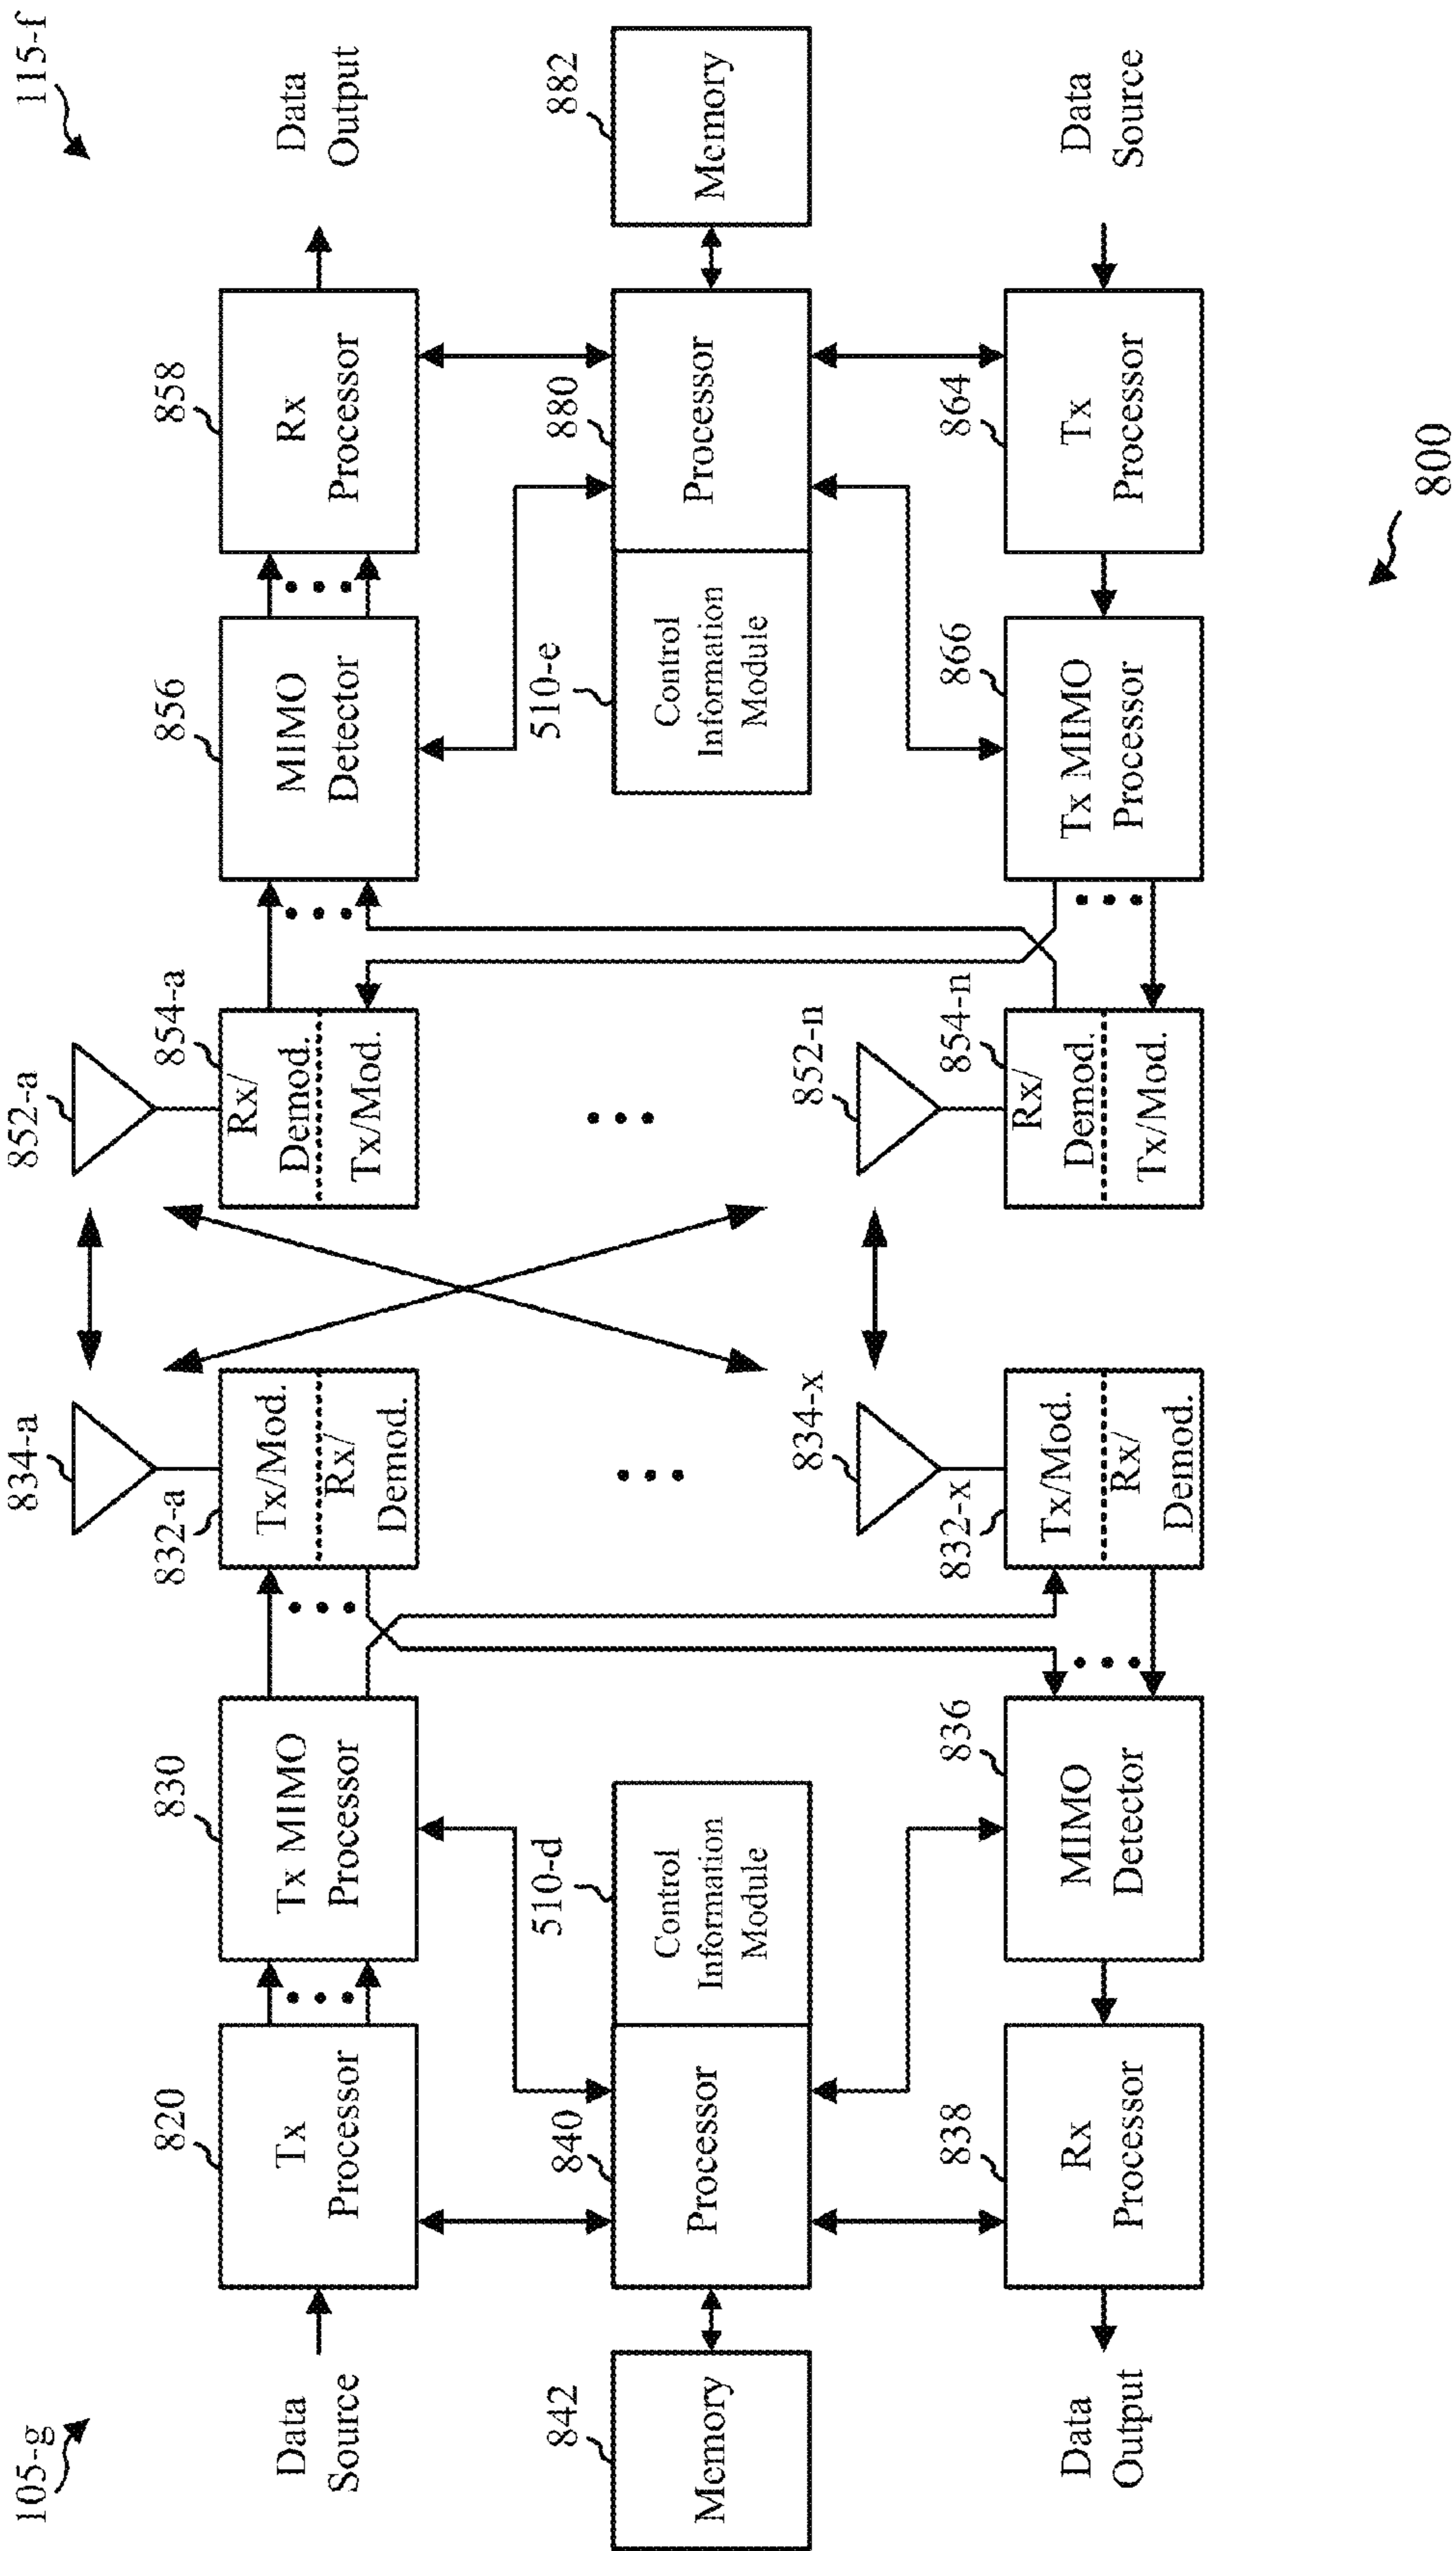 105-g
115-f
834-a
852-a
820
830
832-a
854-a
856
858
Data
Source
Tx
Processor
Tx MIMO
Processor
Tx/Mod.
Rx/
Demod.
Rx/
Demod.
Tx/Mod.
MIMO
Detector
Rx
Processor
Data
Output
842
840
510-d
510-e
880
882
Memory
Processor
Control
Information
Module
Control
Information
Module
Processor
Memory
834-x
852-n
838
836
832-x
854-n
866
864
Data
Output
Rx
Processor
MIMO
Detector
Tx/Mod.
Rx/
Demod.
Rx/
Demod.
Tx/Mod.
Tx MIMO
Processor
Tx
Processor
Data
Source
800